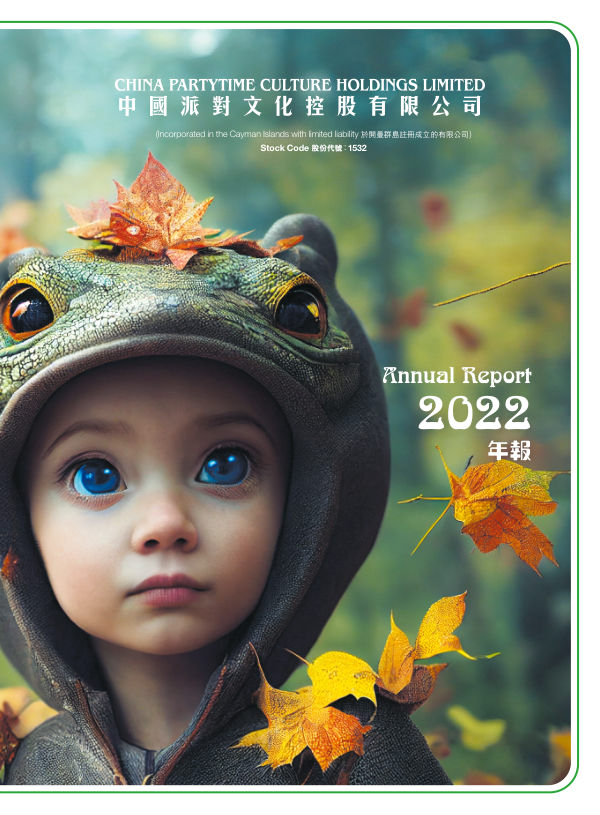 CHINA PARTYTIME CULTURE HOLDINGS LIMITED
中國派對文化控股有限公司
(Incorporated in the Cayman Islands with limited liability 於開曼群島註冊成立的有限公司)
Stock Code 股份代號：1532
Annual Report
2022
年報